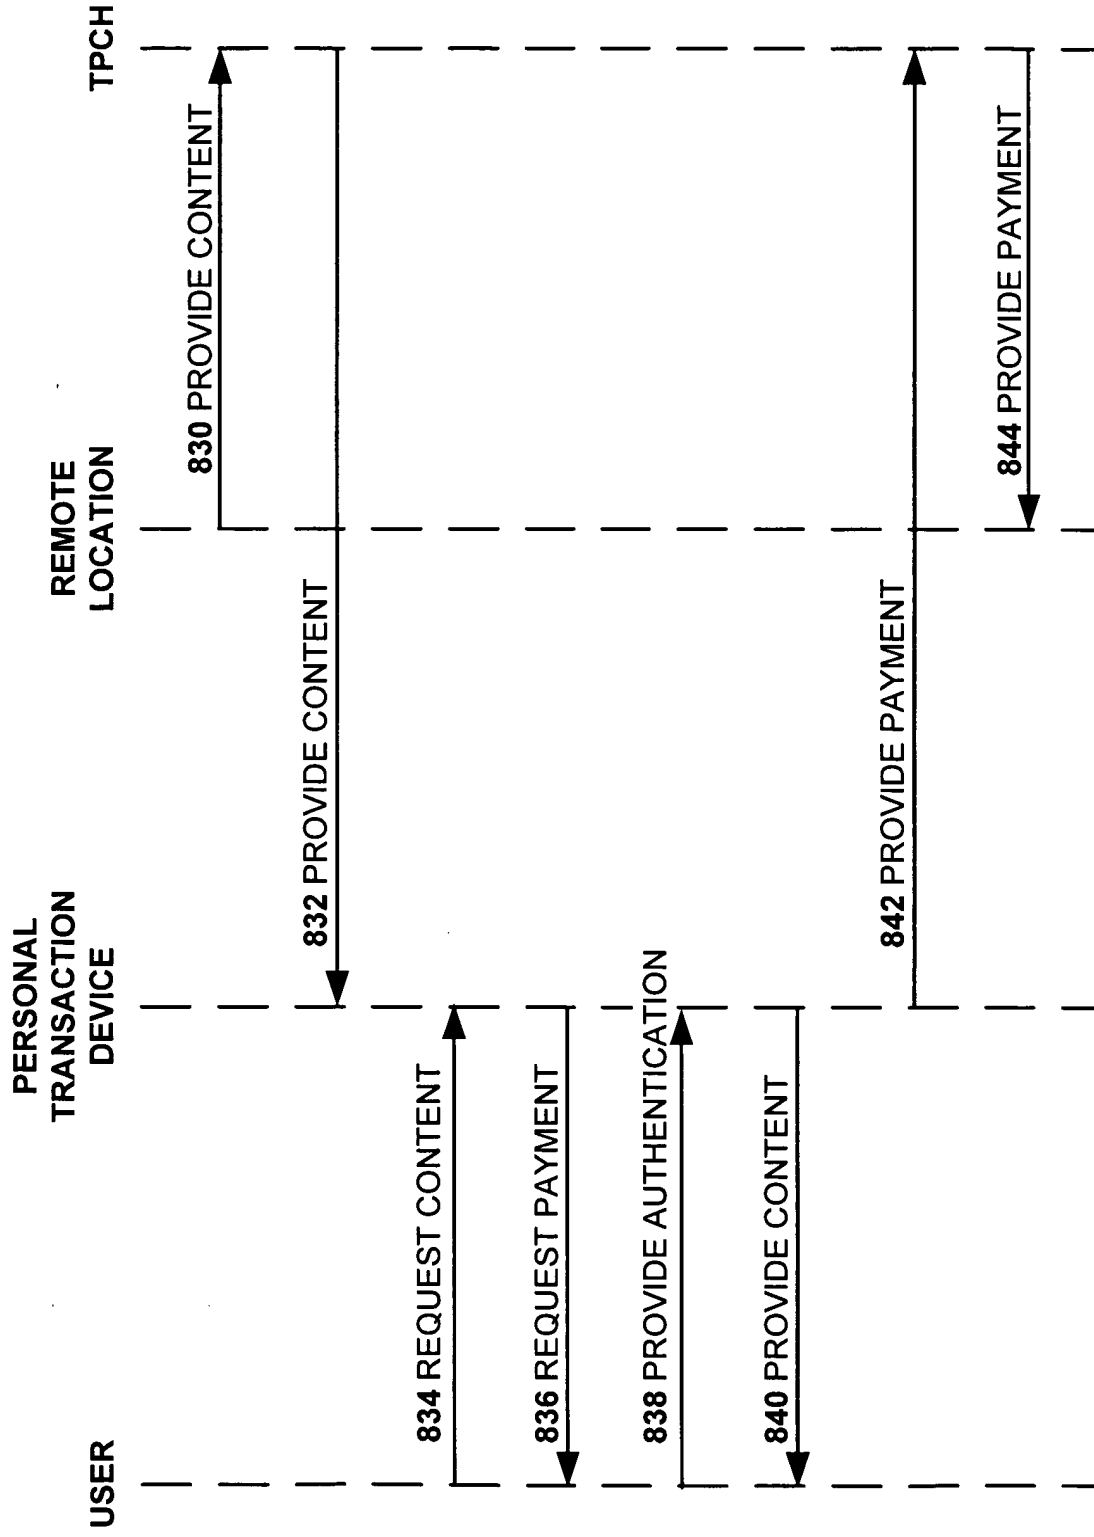 USER
PERSONAL
TRANSACTION
DEVICE
REMOTE
LOCATION
TPCH
830 PROVIDE CONTENT
832 PROVIDE CONTENT
834 REQUEST CONTENT
836 REQUEST PAYMENT
838 PROVIDE AUTHENTICATION
840 PROVIDE CONTENT
842 PROVIDE PAYMENT
844 PROVIDE PAYMENT